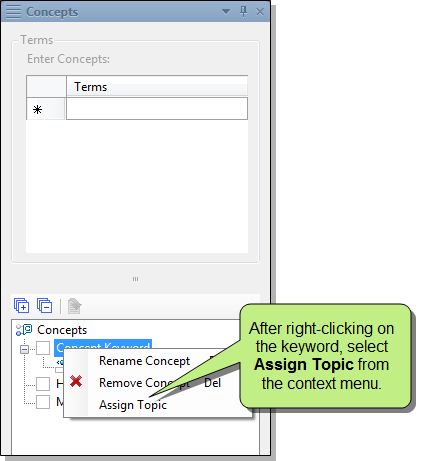 Concepts
Terms
Enter Concepts:
Terms
Concepts
Concept Keyword
Rename Concept
Remove Concept Del
Assign Topic
After right-clicking on
the keyword, select
Assign Topic from
the context menu.